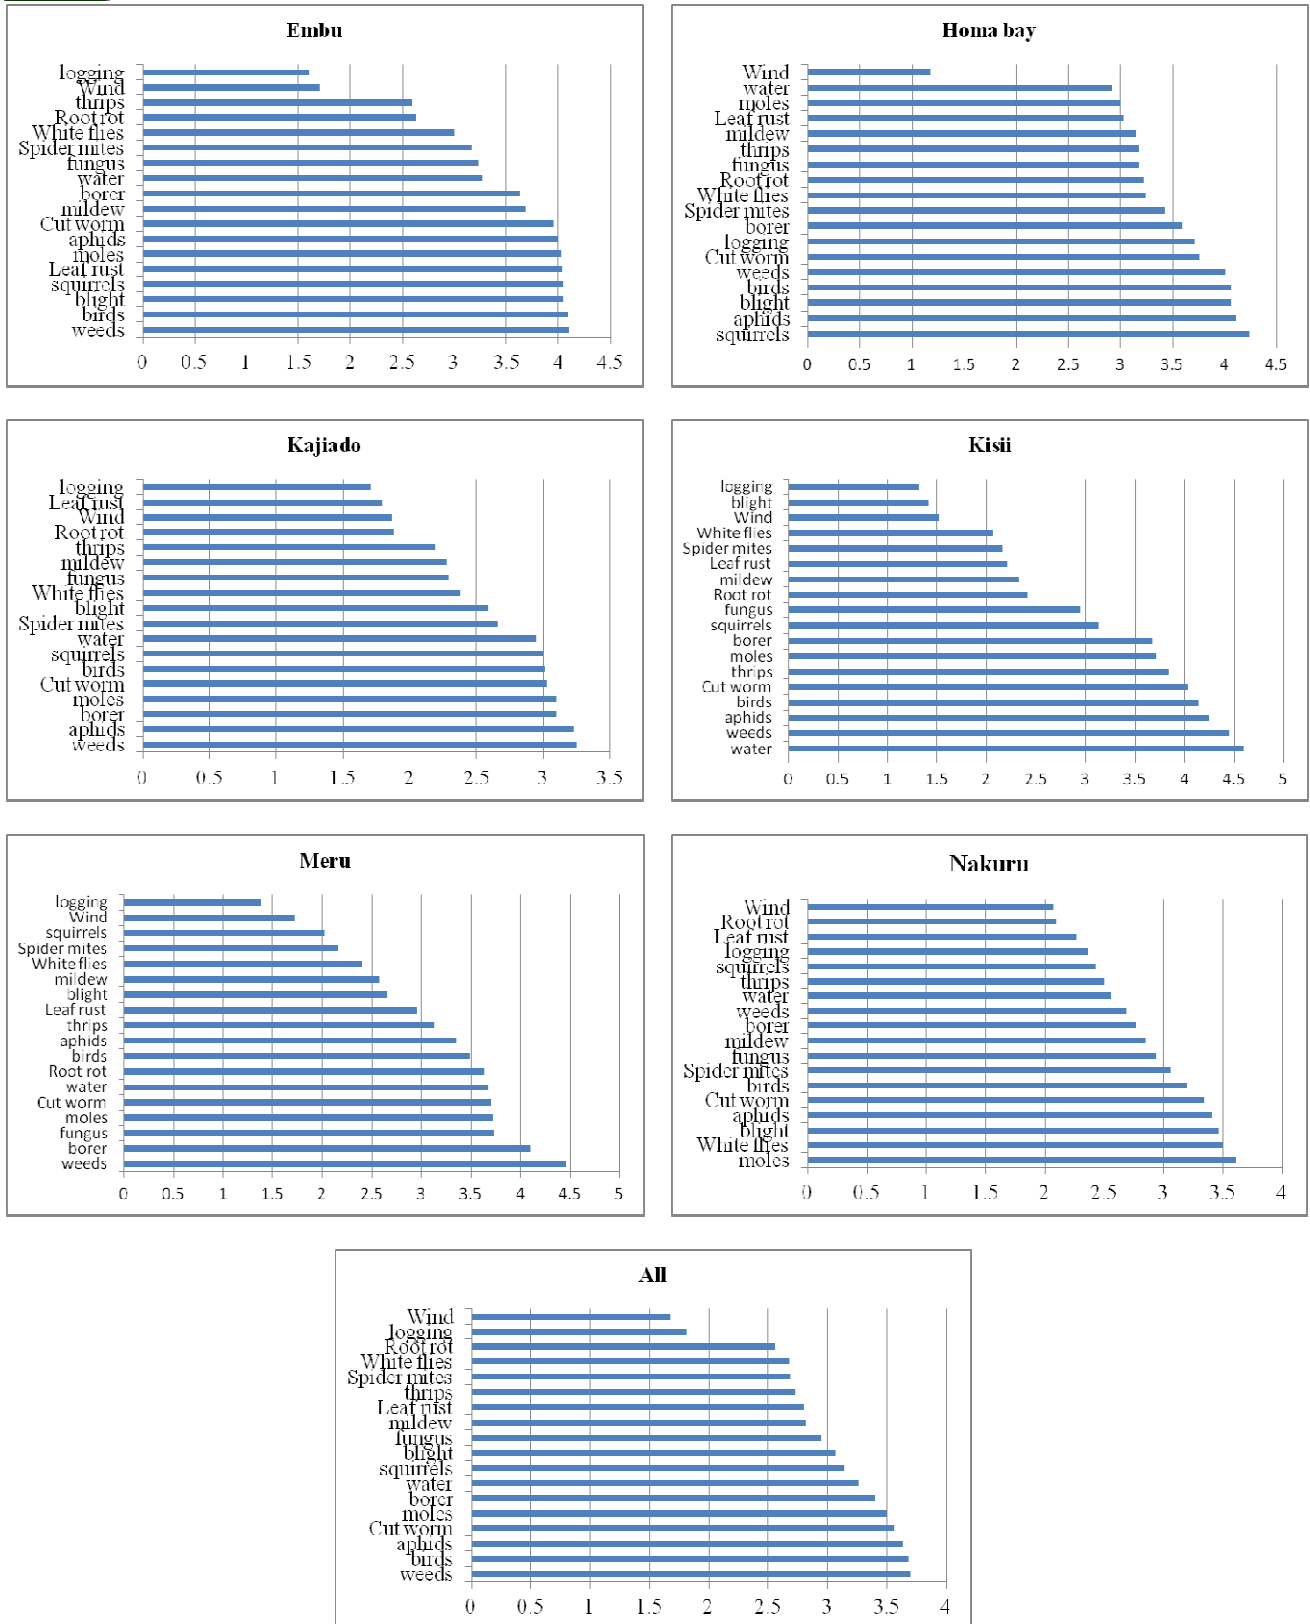 Embu
logging
Wind
thrips
Root rot
White flies
Spider mites
fungus
water
borer
mildew
Cut worm
aphids
moles
Leaf rust
squirrels
blight
birds
weeds
0 0.5 1 1.5 2 2.5 3 3.5 4 4.5
Homa bay
Wind
water
moles
Leaf rust
mildew
thrips
fungus
Root rot
White flies
Spider mites
borer
logging
Cut worm
weeds
birds
blight
aphids
squirrels
0 0.5 1 1.5 2 2.5 3 3.5 4 4.5
Kajiado
logging
Leaf rust
Wind
Root rot
thrips
mildew
fungus
White flies
blight
Spider mites
water
squirrels
birds
Cut worm
moles
borer
aphids
weeds
0 0.5 1 1.5 2 2.5 3 3.5
Kisii
logging
blight
Wind
White flies
Spider mites
Leaf rust
mildew
Root rot
fungus
squirrels
borer
moles
thrips
Cut worm
birds
aphids
weeds
water
0 0.5 1 1.5 2 2.5 3 3.5 4 4.5 5
Meru
logging
Wind
squirrels
Spider mites
White flies
mildew
blight
Leaf rust
thrips
aphids
birds
Root rot
water
Cut worm
moles
fungus
borer
weeds
0 0.5 1 1.5 2 2.5 3 3.5 4 4.5 5
Nakuru
Wind
Root rot
Leaf rust
logging
squirrels
thrips
water
weeds
borer
mildew
fungus
Spider mites
birds
Cut worm
aphids
blight
White flies
moles
0 0.5 1 1.5 2 2.5 3 3.5 4
All
Wind
logging
Root rot
White flies
Spider mites
thrips
Leaf rust
mildew
fungus
blight
squirrels
water
borer
moles
Cut worm
aphids
birds
weeds
0 0.5 1 1.5 2 2.5 3 3.5 4